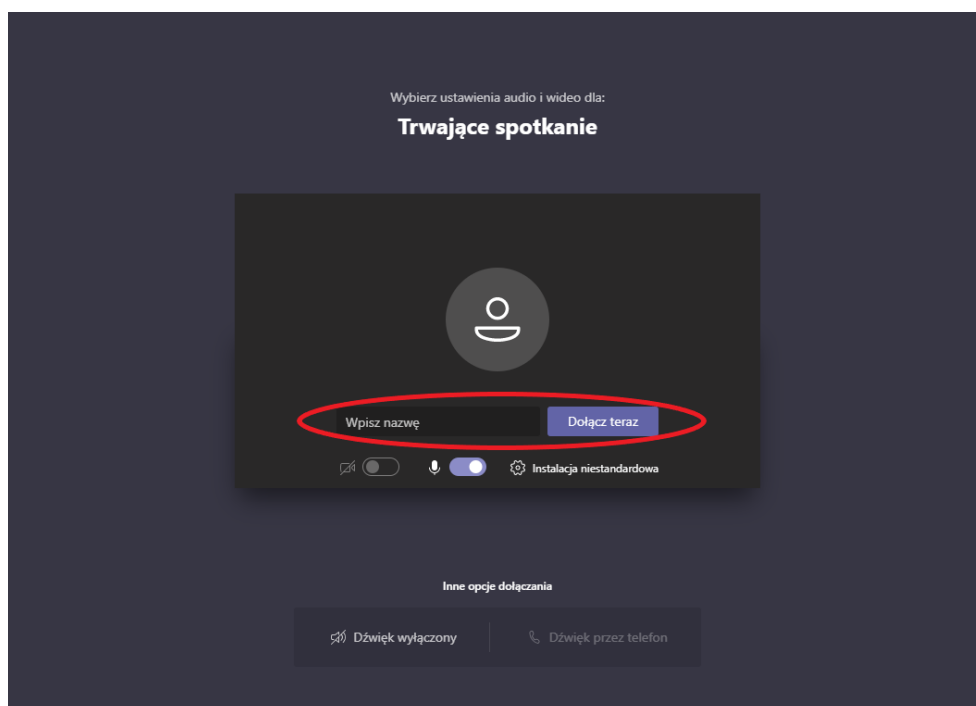 Wybierz ustawienia audio i wideo dla:
Trwające spotkanie
Wpisz nazwę
Dołącz teraz
Instalacja niestandardowa
Inne opcje dołączania
Dźwięk wyłączony
Dźwięk przez telefon